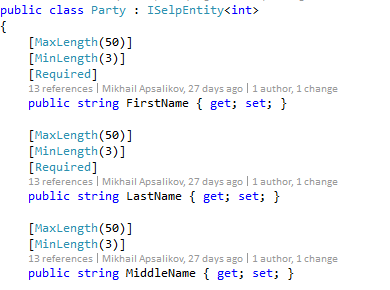 public class Party : ISelpEntity<int>
{
[MaxLength(50)]
[MinLength(3)]
[Required]
13 references | Mikhail Apsalikov, 27 days ago | 1 author, 1 change
public string FirstName { get; set; }
[MaxLength(50)]
[MinLength(3)]
[Required]
13 references | Mikhail Apsalikov, 27 days ago | 1 author, 1 change
public string LastName { get; set; }
[MaxLength(50)]
[MinLength(3)]
13 references | Mikhail Apsalikov, 27 days ago | 1 author, 1 change
public string MiddleName { get; set; }